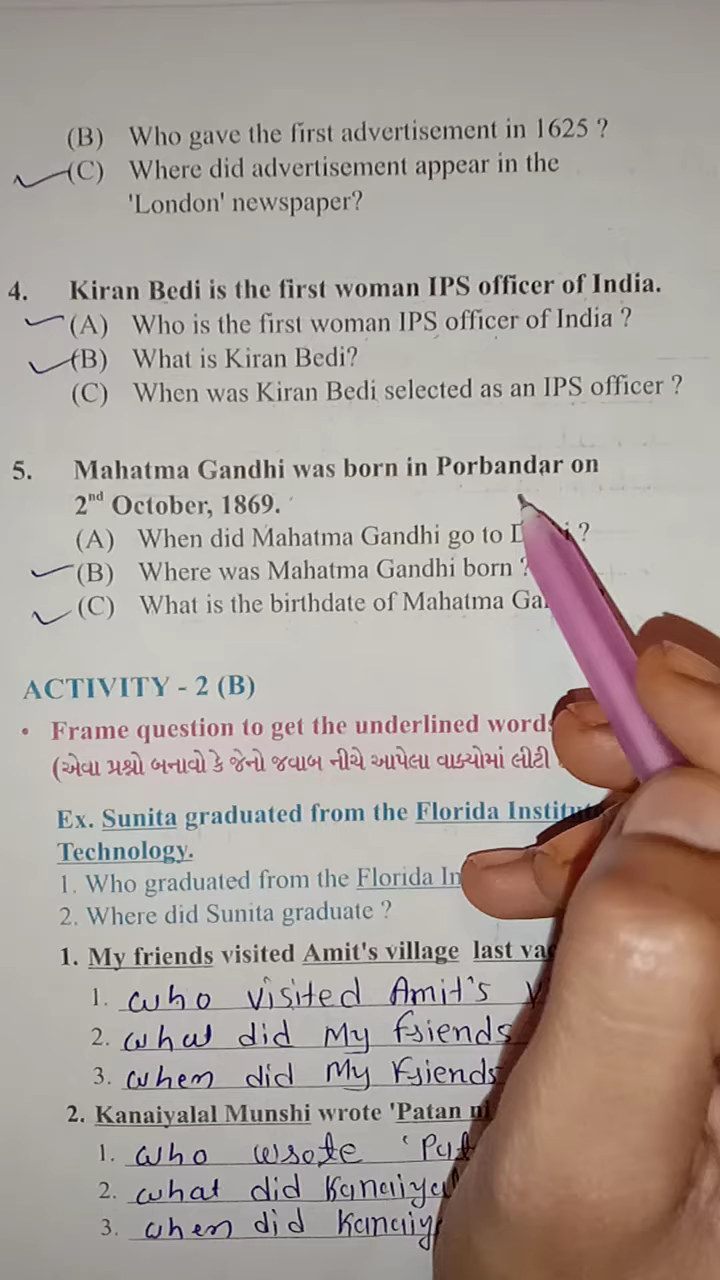 (B) Who gave the first advertisement in 1625 ?
(C) Where did advertisement appear in the
'London' newspaper?
4. Kiran Bedi is the first woman IPS officer of India.
(A) Who is the first woman IPS officer of India ?
(B) What is Kiran Bedi?
(C) When was Kiran Bedi selected as an IPS officer ?
5. Mahatma Gandhi was born in Porbandar on
2nd October, 1869.
(A) When did Mahatma Gandhi go to ?
(B) Where was Mahatma Gandhi born ?
(C) What is the birthdate of Mahatma
ACTIVITY - 2 (B)
• Frame question to get the underlined
(એવા પ્રશ્નો બનાવો કે જેનો જવાબ નીચે આપેલા વાક્યોમાં લીટી
Ex. Sunita graduated from the Florida Institute
Technology.
1. Who graduated from the Florida
2. Where did Sunita graduate ?
1. My friends visited Amit's village last
1. who visited Amit's
2. what did My friends
3. when did My friends
2. Kanaiyalal Munshi wrote 'Patan
1. who wrote
2. what did
3. when did